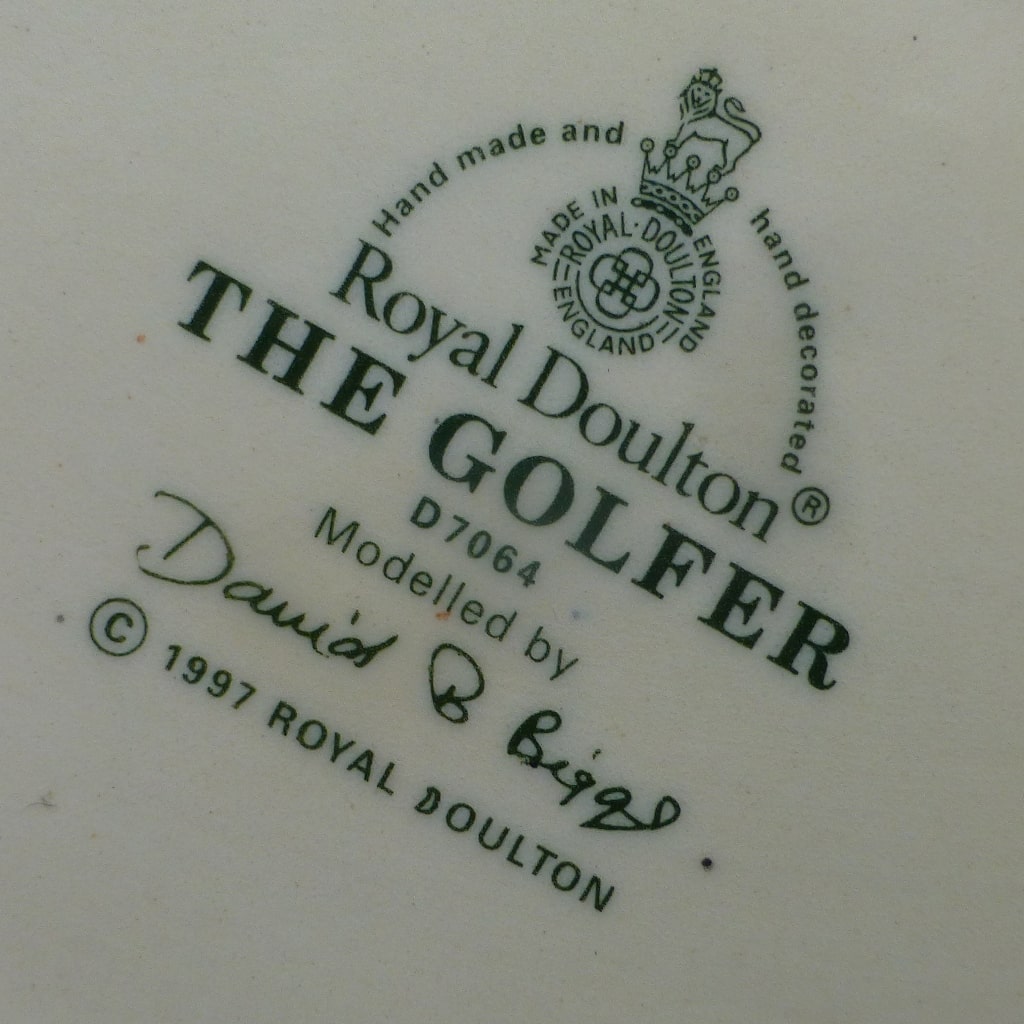 Hand made and hand decorated
MADE IN ENGLAND
ROYAL·DOULTON
ENGLAND
Royal Doulton®
THE GOLFER
D7064
Modelled by
David B Biggs
© 1997 ROYAL DOULTON